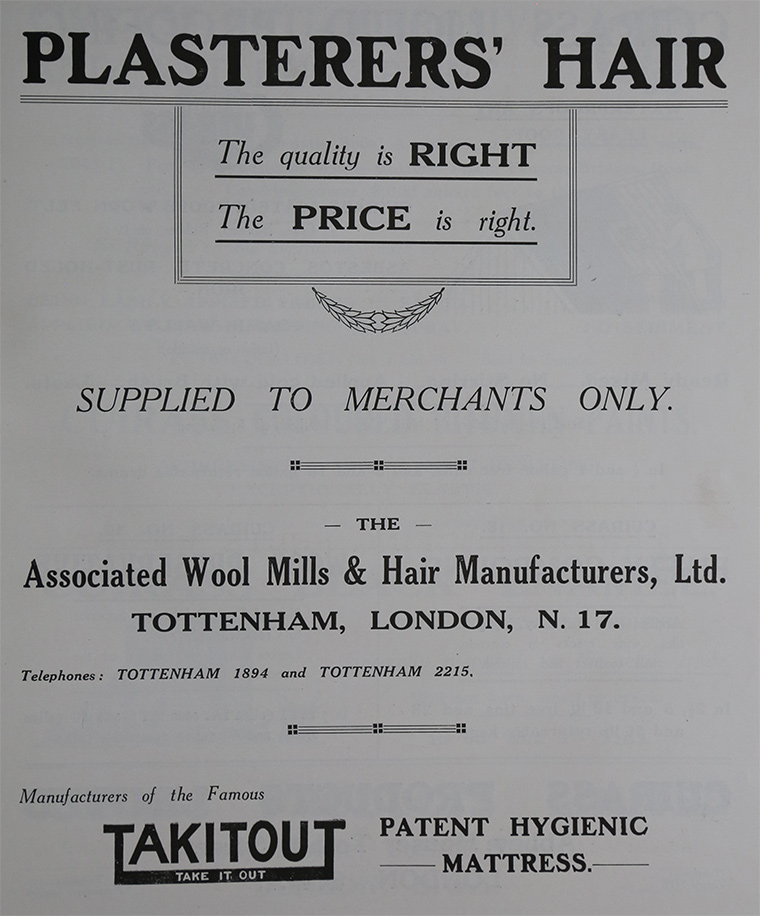 PLASTERERS' HAIR
The quality is RIGHT
The PRICE is right.
SUPPLIED TO MERCHANTS ONLY.
— THE —
Associated Wool Mills & Hair Manufacturers, Ltd.
TOTTENHAM, LONDON, N. 17.
Telephones: TOTTENHAM 1894 and TOTTENHAM 2215.
Manufacturers of the Famous
TAKITOUT
TAKE IT OUT
PATENT HYGIENIC
MATTRESS.